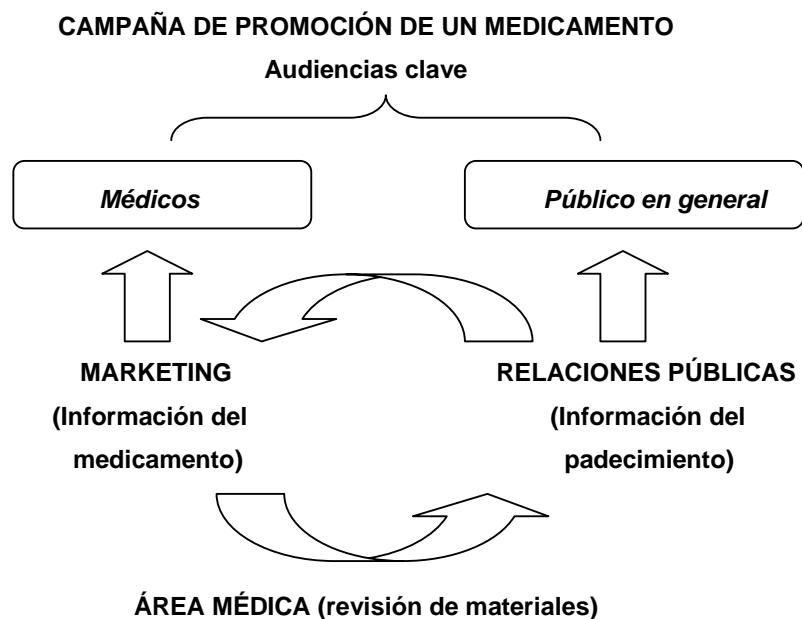 CAMPAÑA DE PROMOCIÓN DE UN MEDICAMENTO
Audiencias clave
Médicos
Público en general
MARKETING
(Información del
medicamento)
RELACIONES PÚBLICAS
(Información del
padecimiento)
ÁREA MÉDICA (revisión de materiales)